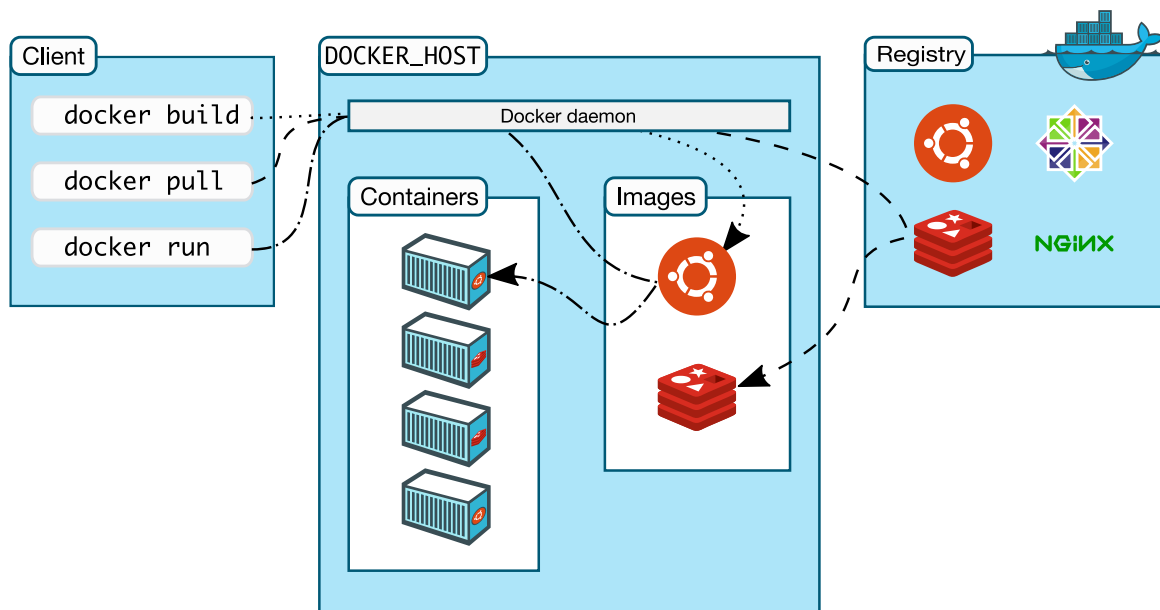 Client
docker build
docker pull
docker run
DOCKER_HOST
Docker daemon
Containers
Images
Registry
NGINX